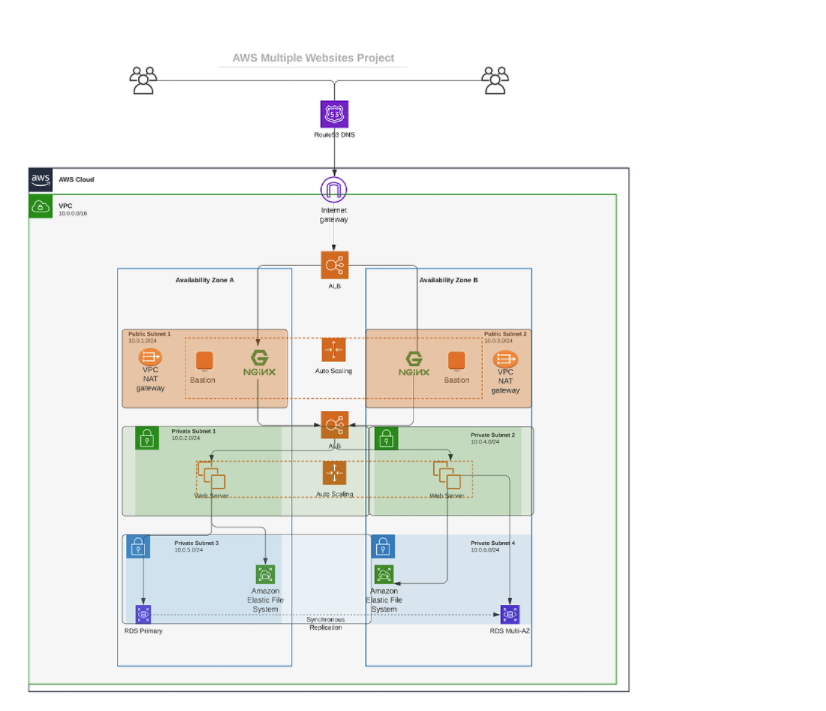 AWS Multiple Websites Project
53
Route53 DNS
aws
AWS Cloud
VPC
10.0.0.0/16
Internet
gateway
ALB
Availability Zone A
Availability Zone B
Public Subnet 1
10.0.1.0/24
Public Subnet 2
10.0.3.0/24
VPC
NAT
gateway
Bastion
NGINX
Auto Scaling
NGINX
Bastion
VPC
NAT
gateway
ALB
Private Subnet 1
10.0.2.0/24
Private Subnet 2
10.0.4.0/24
Web Server
Auto Scaling
Web Server
Private Subnet 3
10.0.5.0/24
Private Subnet 4
10.0.6.0/24
Amazon
Elastic File
System
Amazon
Elastic File
System
Synchronous
Replication
RDS Primary
RDS Multi-AZ